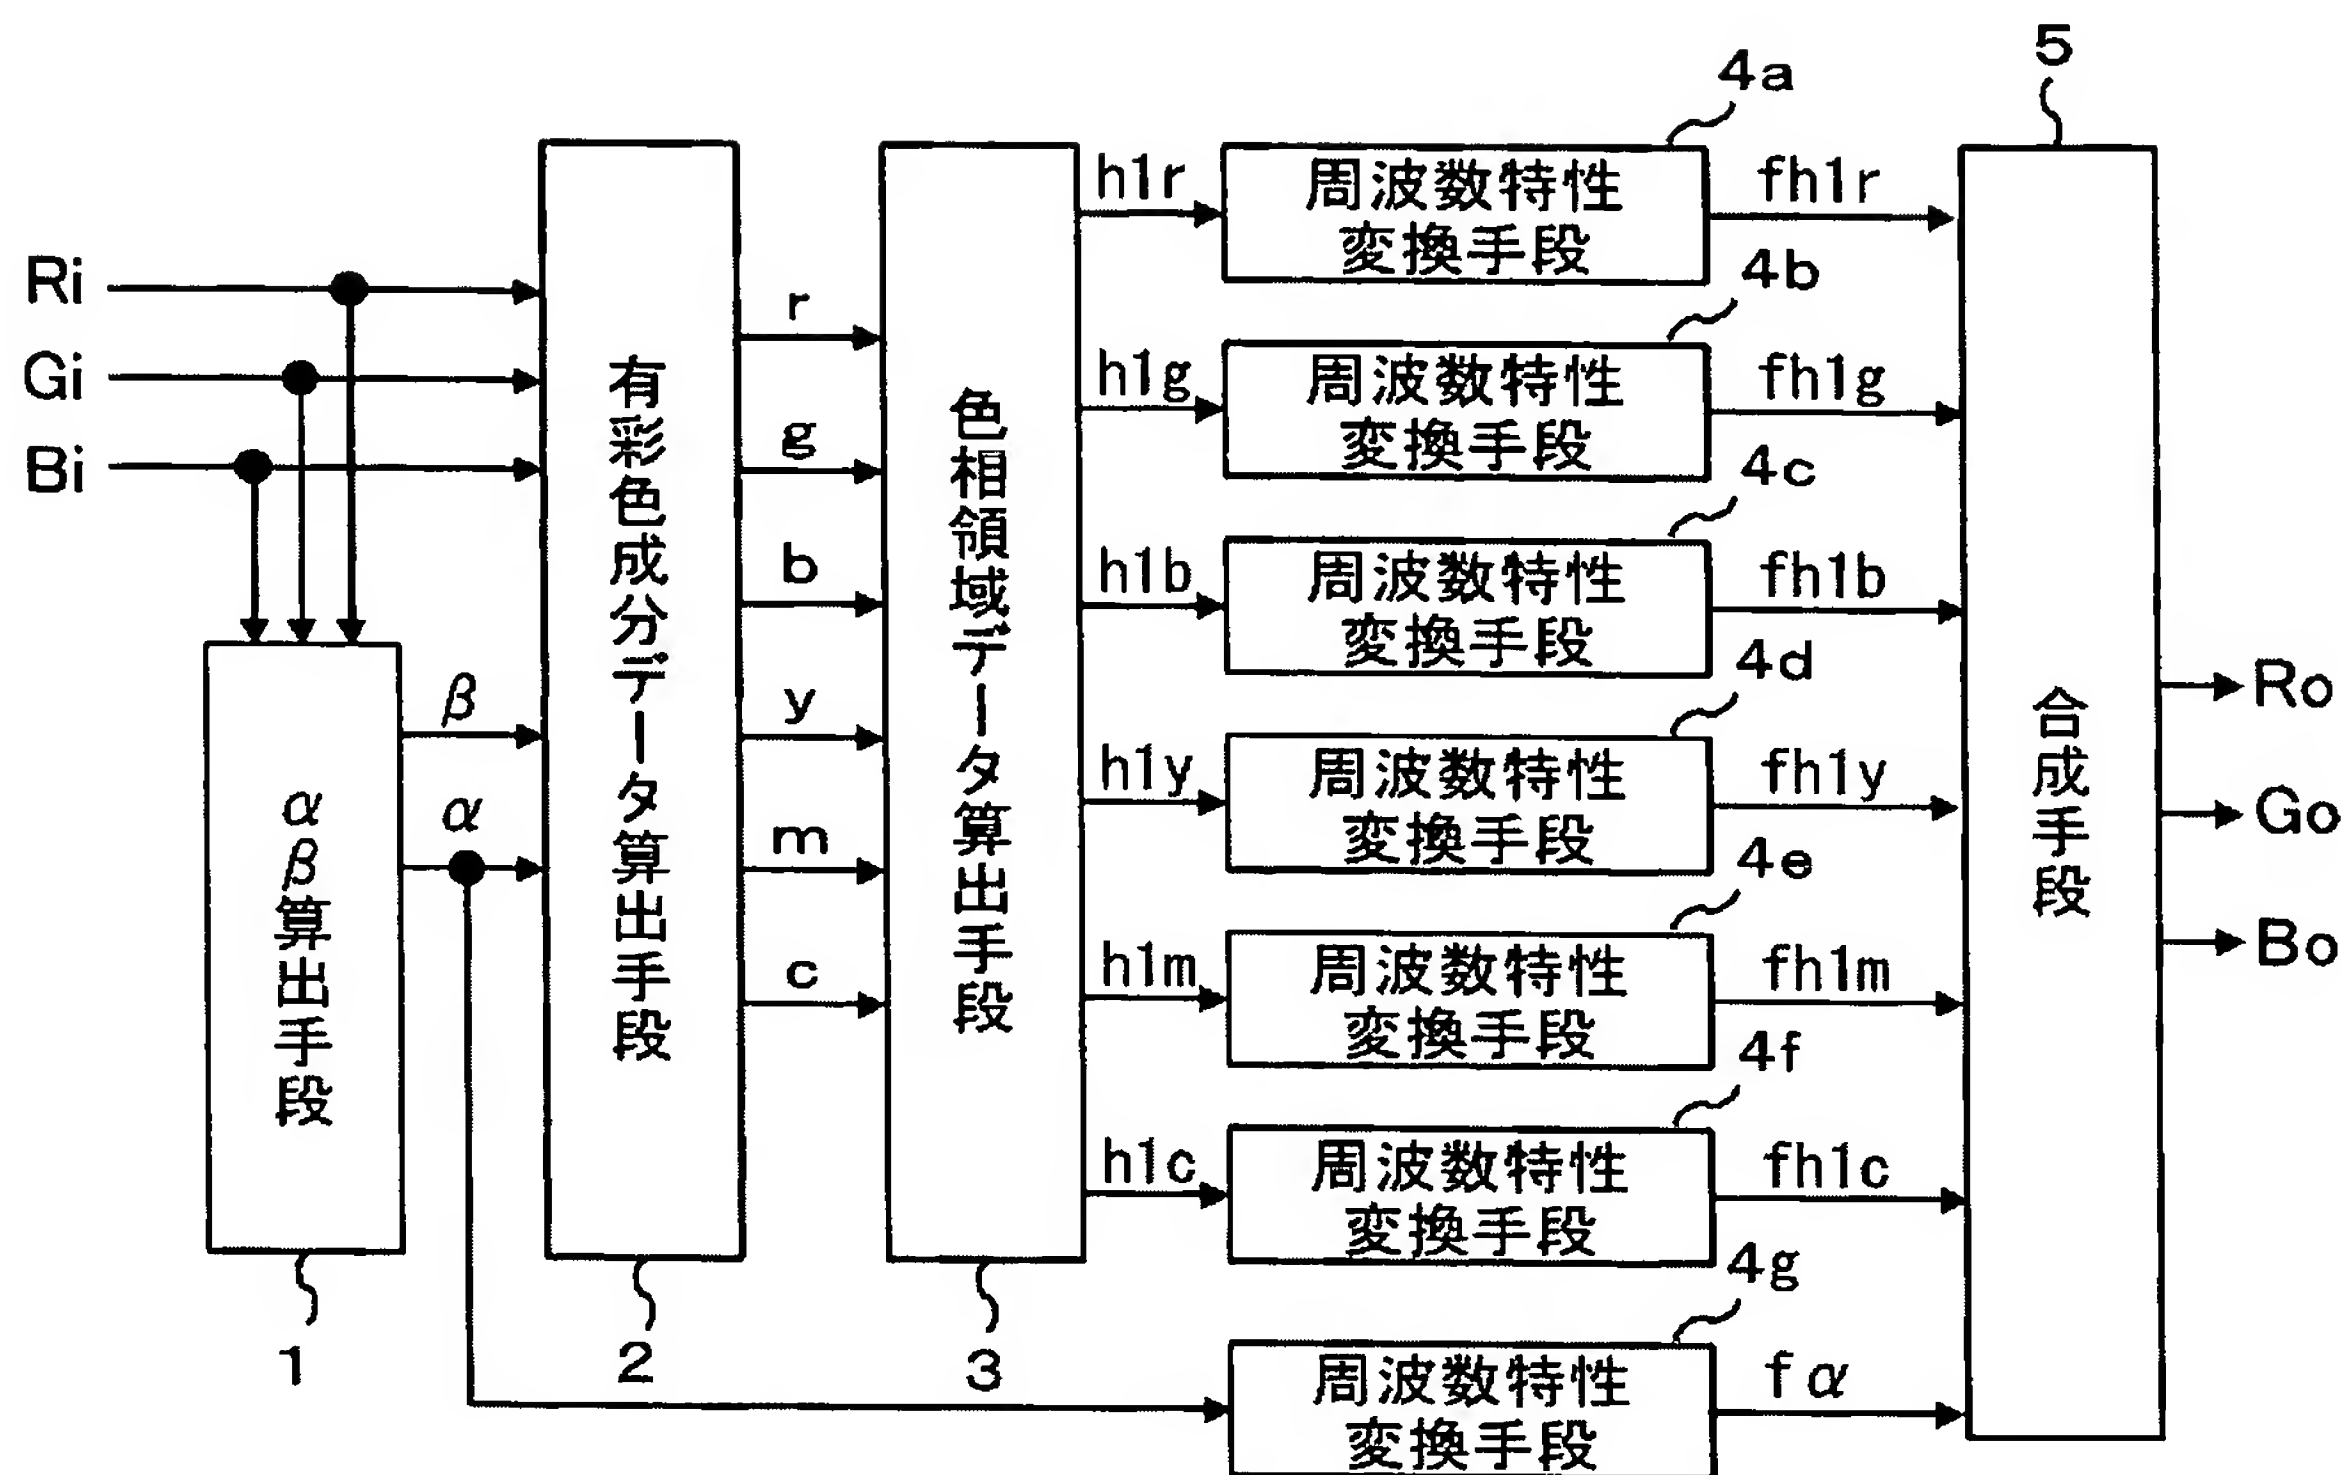 Ri
Gi
Bi
β
α
αβ算出手段
1
有彩色成分データ算出手段
2
r
g
b
y
m
c
色相領域データ算出手段
3
h1r
h1g
h1b
h1y
h1m
h1c
4a
周波数特性
変換手段
4b
周波数特性
変換手段
4c
周波数特性
変換手段
4d
周波数特性
変換手段
4e
周波数特性
変換手段
4f
周波数特性
変換手段
4g
周波数特性
変換手段
fh1r
fh1g
fh1b
fh1y
fh1m
fh1c
fα
5
合成手段
Ro
Go
Bo